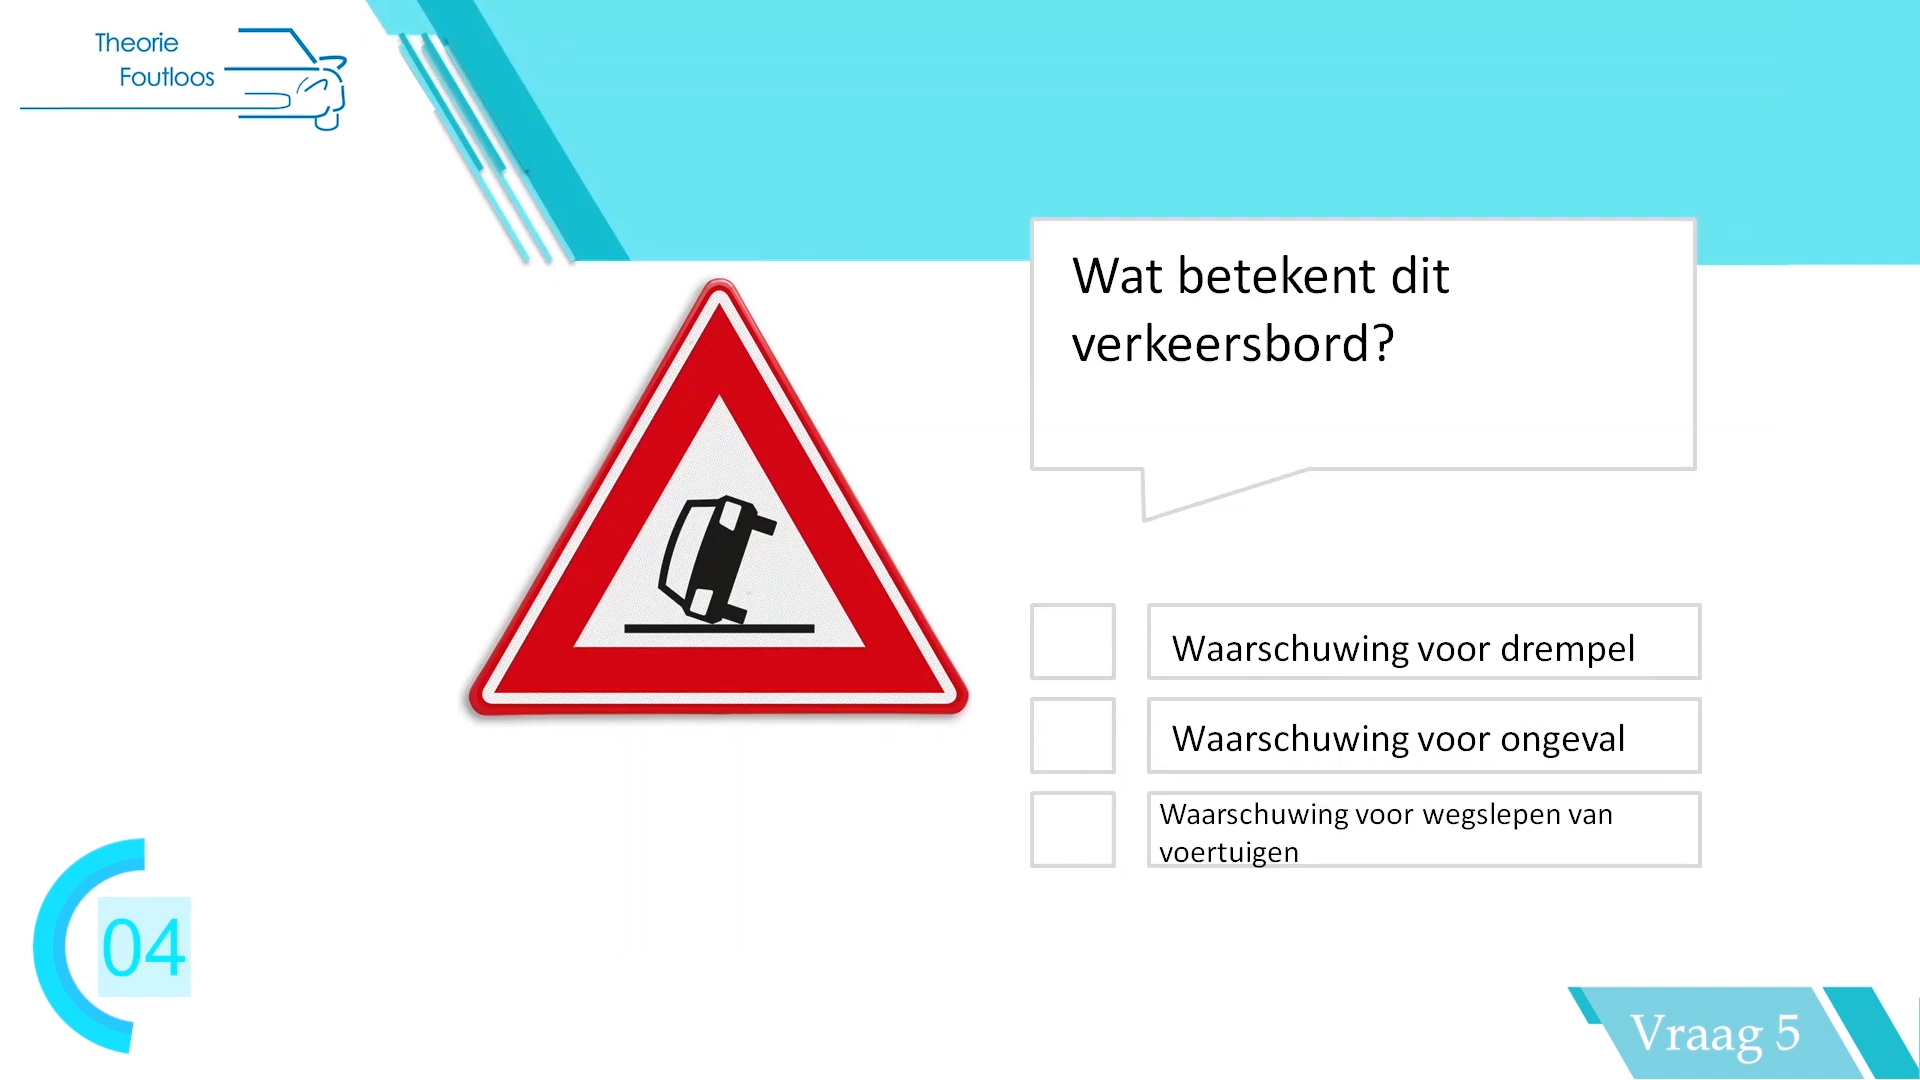 Theorie
Foutloos
Wat betekent dit
verkeersbord?
Waarschuwing voor drempel
Waarschuwing voor ongeval
Waarschuwing voor wegslepen van
voertuigen
04
Vraag 5